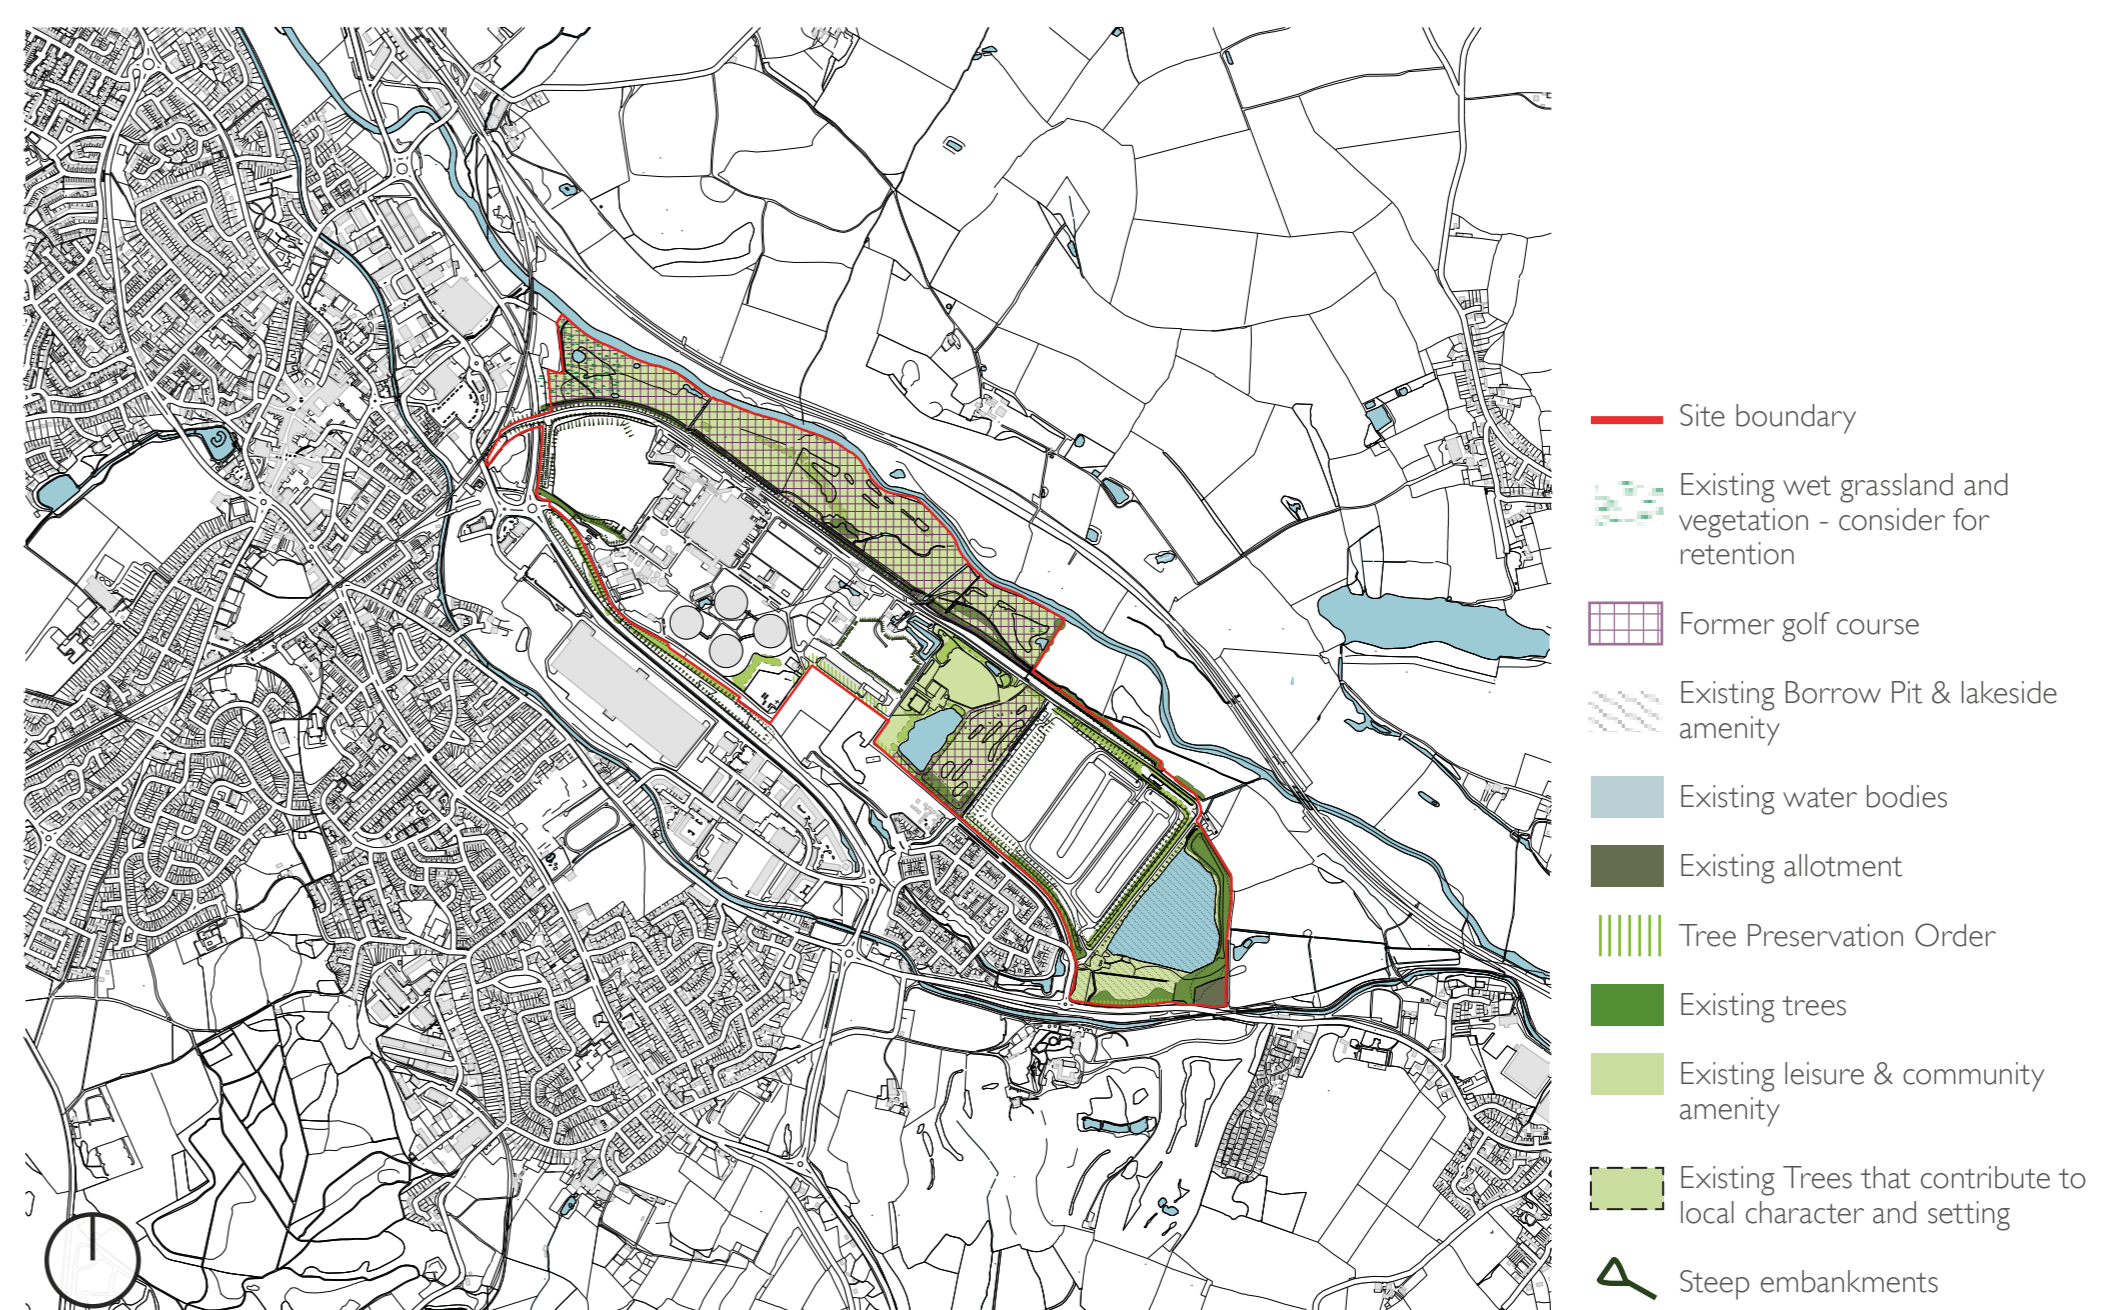 Site boundary
Existing wet grassland and
vegetation - consider for
retention
Former golf course
Existing Borrow Pit & lakeside
amenity
Existing water bodies
Existing allotment
Tree Preservation Order
Existing trees
Existing leisure & community
amenity
Existing Trees that contribute to
local character and setting
Steep embankments